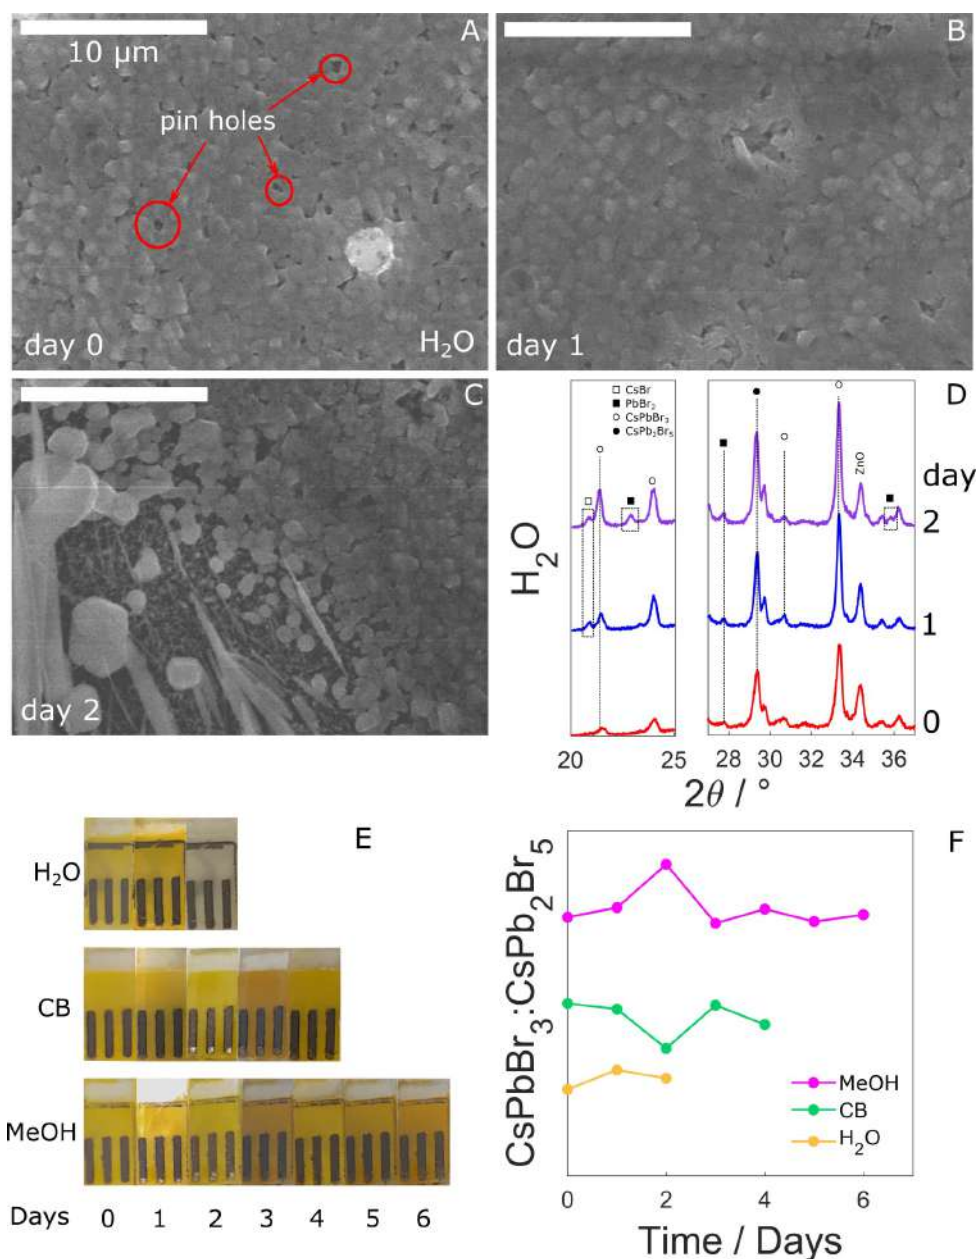 A
10 µm
pin holes
day 0
H₂O
B
day 1
C
day 2
D
□ CsBr
■ PbBr₂
○ CsPbBr₃
● CsPb₂Br₅
ZnO
day
2
1
0
H₂O
20 25 28 30 32 34 36
2θ / °
E
H₂O
CB
MeOH
Days 0 1 2 3 4 5 6
F
CsPbBr₃:CsPb₂Br₅
MeOH
CB
H₂O
0 2 4 6
Time / Days